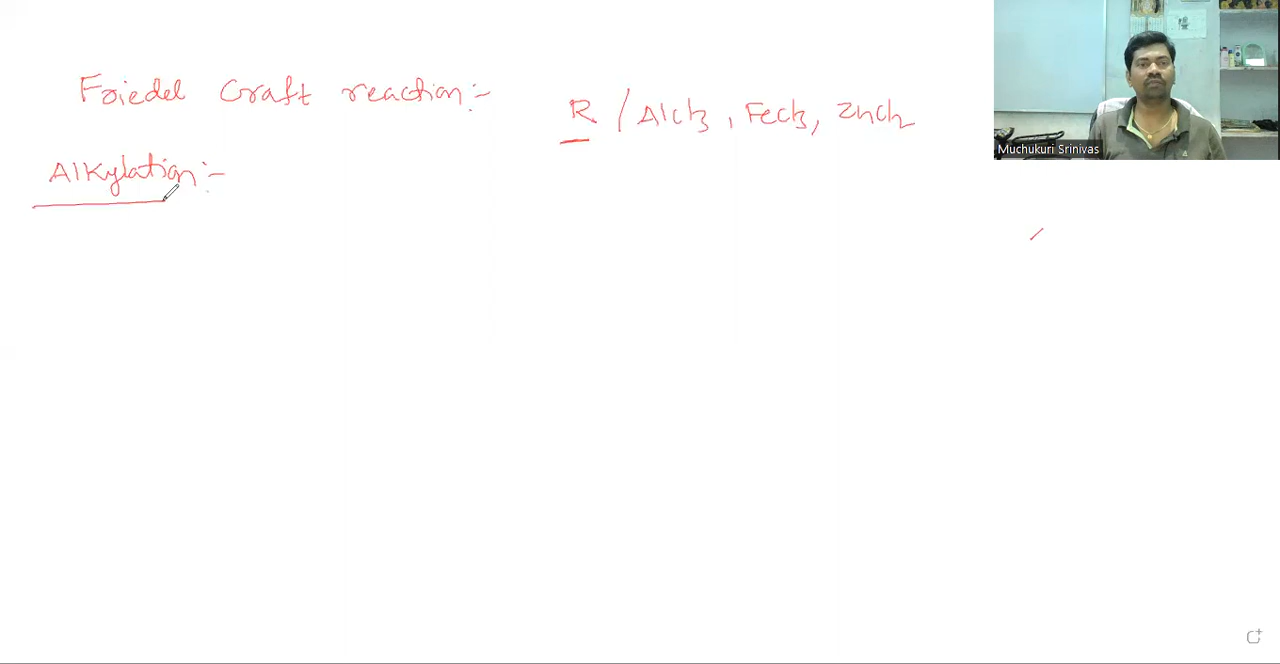 Friedel Craft reaction:-
R / AlCl3, FeCl3, ZnCl2
Alkylation:-
Muchukuri Srinivas